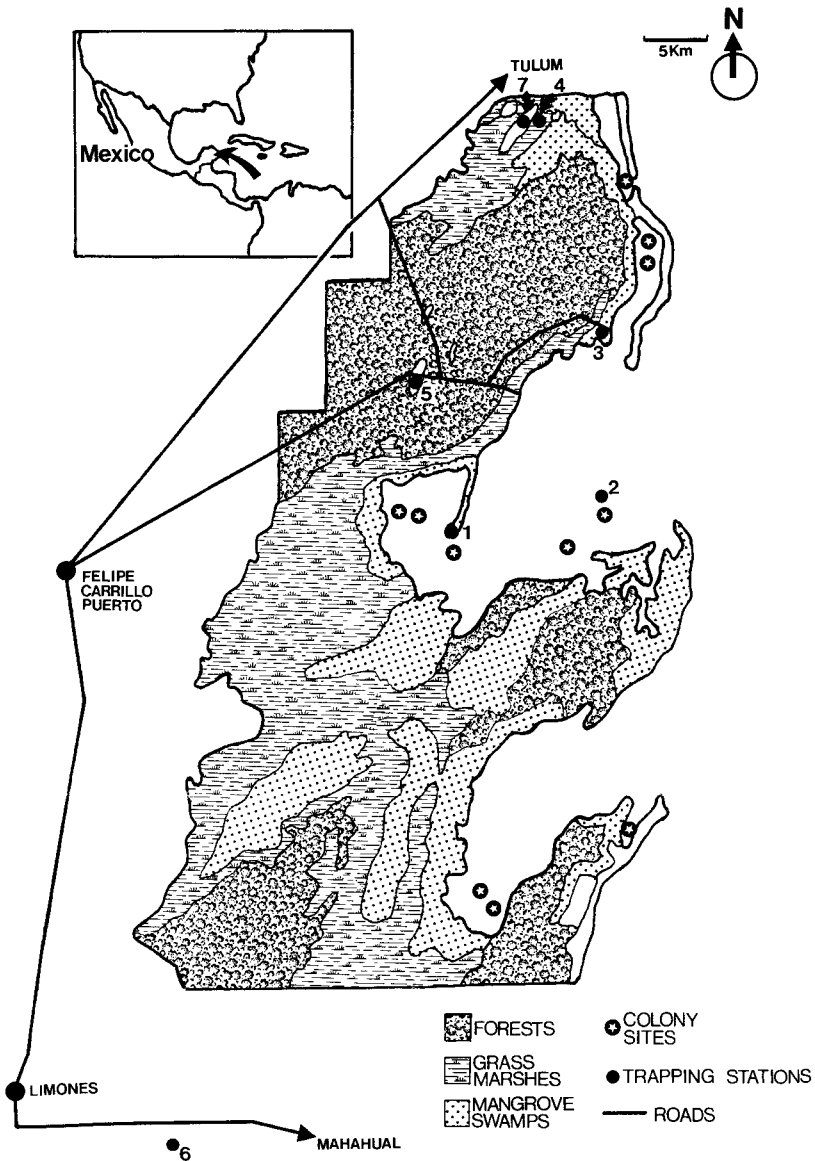 N
5Km
TULUM
7 4
Mexico
3
5
2
1
FELIPE
CARRILLO
PUERTO
FORESTS
COLONY
SITES
GRASS
MARSHES
TRAPPING STATIONS
MANGROVE
SWAMPS
ROADS
LIMONES
MAHAHUAL
6